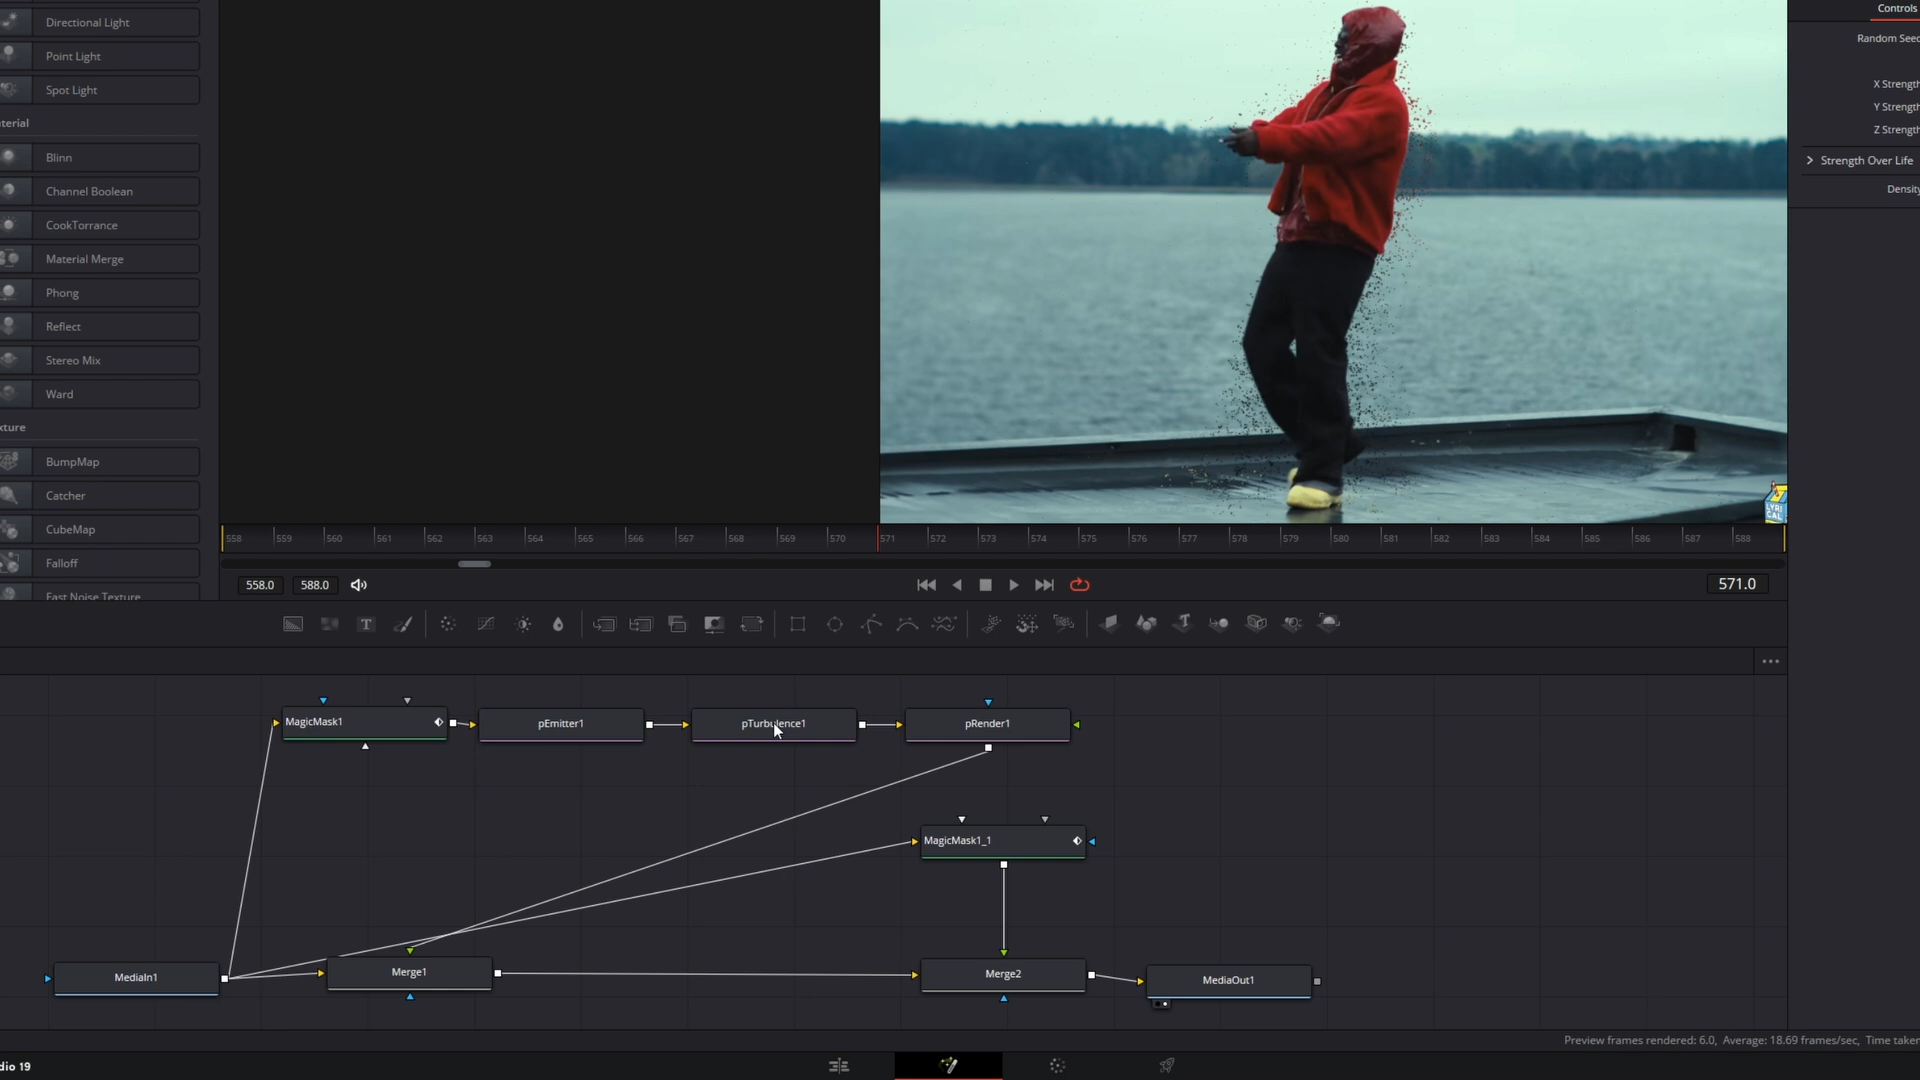 Directional Light
Point Light
Spot Light
terial
Blinn
Channel Boolean
CookTorrance
Material Merge
Phong
Reflect
Stereo Mix
Ward
xture
BumpMap
Catcher
CubeMap
Falloff
Fast Noise Texture
Controls
Random Seed
X Strength
Y Strength
Z Strength
Strength Over Life
Density
LYRI
CAL
558 559 560 561 562 563 564 565 566 567 568 569 570 571 572 573 574 575 576 577 578 579 580 581 582 583 584 585 586 587 588
558.0 588.0 571.0
MagicMask1 pEmitter1 pTurbulence1 pRender1
MagicMask1_1
MediaIn1 Merge1 Merge2 MediaOut1
Preview frames rendered: 6.0, Average: 18.69 frames/sec, Time taken
dio 19